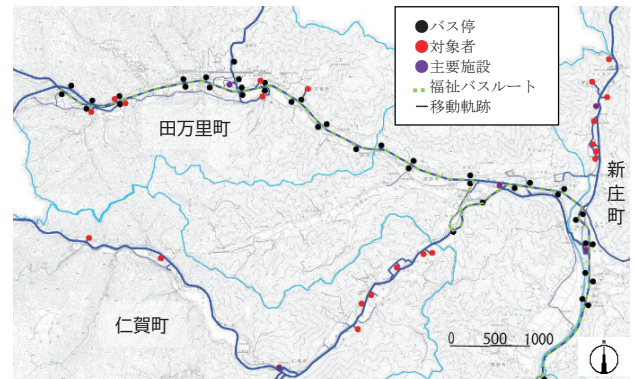 バス停
対象者
主要施設
福祉バスルート
移動軌跡
田万里町
新庄町
仁賀町
0 500 1000